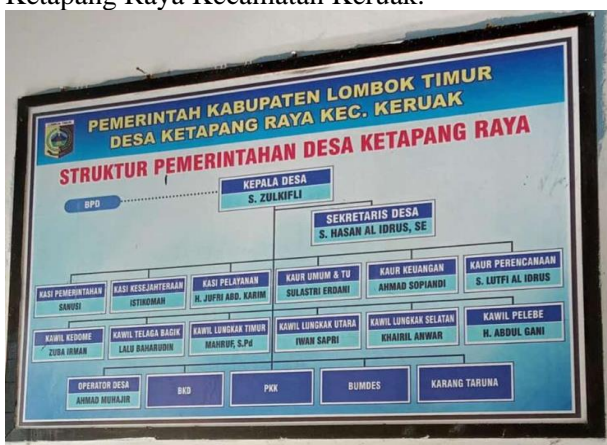 Ketapang Raya Kecamatan Keruak.
PEMERINTAH KABUPATEN LOMBOK TIMUR
DESA KETAPANG RAYA KEC. KERUAK
STRUKTUR PEMERINTAHAN DESA KETAPANG RAYA
KEPALA DESA
S. ZULKIFLI
BPD
SEKRETARIS DESA
S. HASAN AL IDRUS, SE
KASI PEMERINTAHAN
SANUSI
KASI KESEJAHTERAAN
ISTIKOMAH
KASI PELAYANAN
H. JUFRI ABD. KARIM
KAUR UMUM & TU
SULASTRI ERDANI
KAUR KEUANGAN
AHMAD SOPIANDI
KAUR PERENCANAAN
S. LUTFI AL IDRUS
KAWIL KEDOME
ZUDA IRMAN
KAWIL TELAGA BAGIK
LALU BAHARUDIN
KAWIL LUNGKAK TIMUR
MAHRUF, S.Pd
KAWIL LUNGKAK UTARA
IWAN SAPRI
KAWIL LUNGKAK SELATAN
KHAIRIL ANWAR
KAWIL PELEBE
H. ABDUL GANI
OPERATOR DESA
AHMAD MUHAJIR
BKD
PKK
BUMDES
KARANG TARUNA